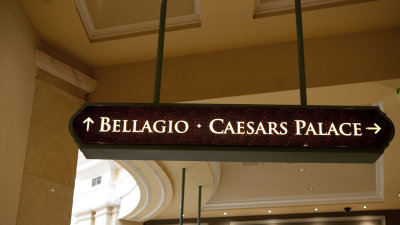 ↑ BELLAGIO · CAESARS PALACE →